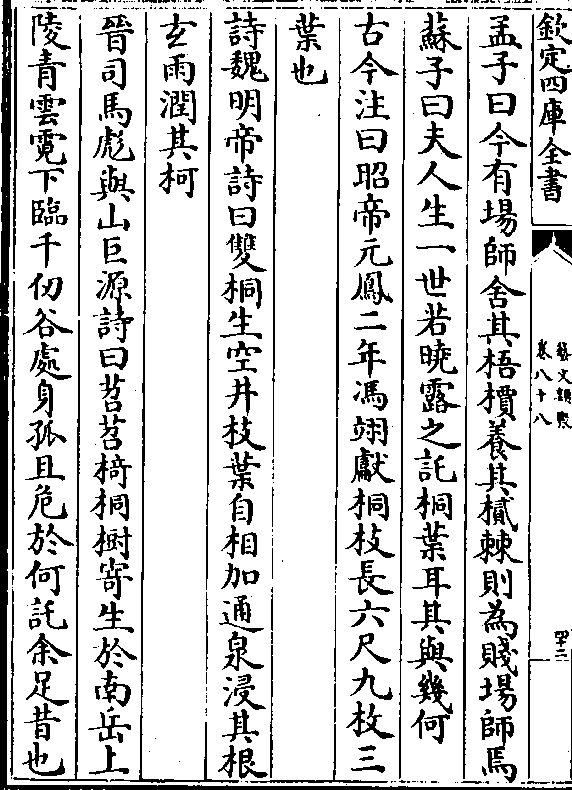 欽定四庫全書
藝文類聚
卷八十八
四十二
孟子曰今有場師舍其梧檟養其樲棘則為賤場師焉
蘇子曰夫人生一世若曉露之託桐葉耳其與幾何
古今注曰昭帝元鳳二年馮翊獻桐枝長六尺九枚三
葉也
詩魏明帝詩曰雙桐生空井枝葉自相加通泉浸其根
玄雨潤其柯
晉司馬彪與山巨源詩曰苕苕椅桐樹寄生於南岳上
陵青雲霓下臨千仞谷處身孤且危於何託余足昔也